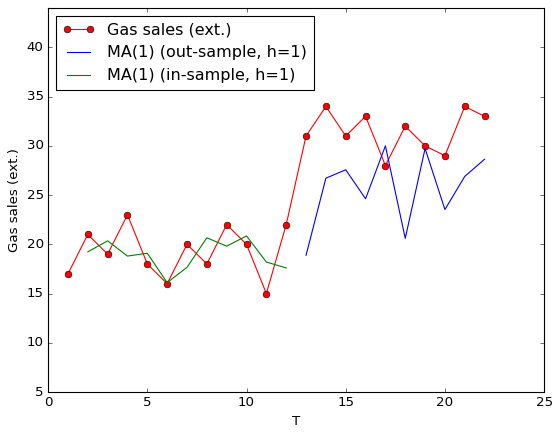 Gas sales (ext.)
MA(1) (out-sample, h=1)
MA(1) (in-sample, h=1)
40
35
30
25
20
15
10
5
Gas sales (ext.)
0 5 10 15 20 25
T